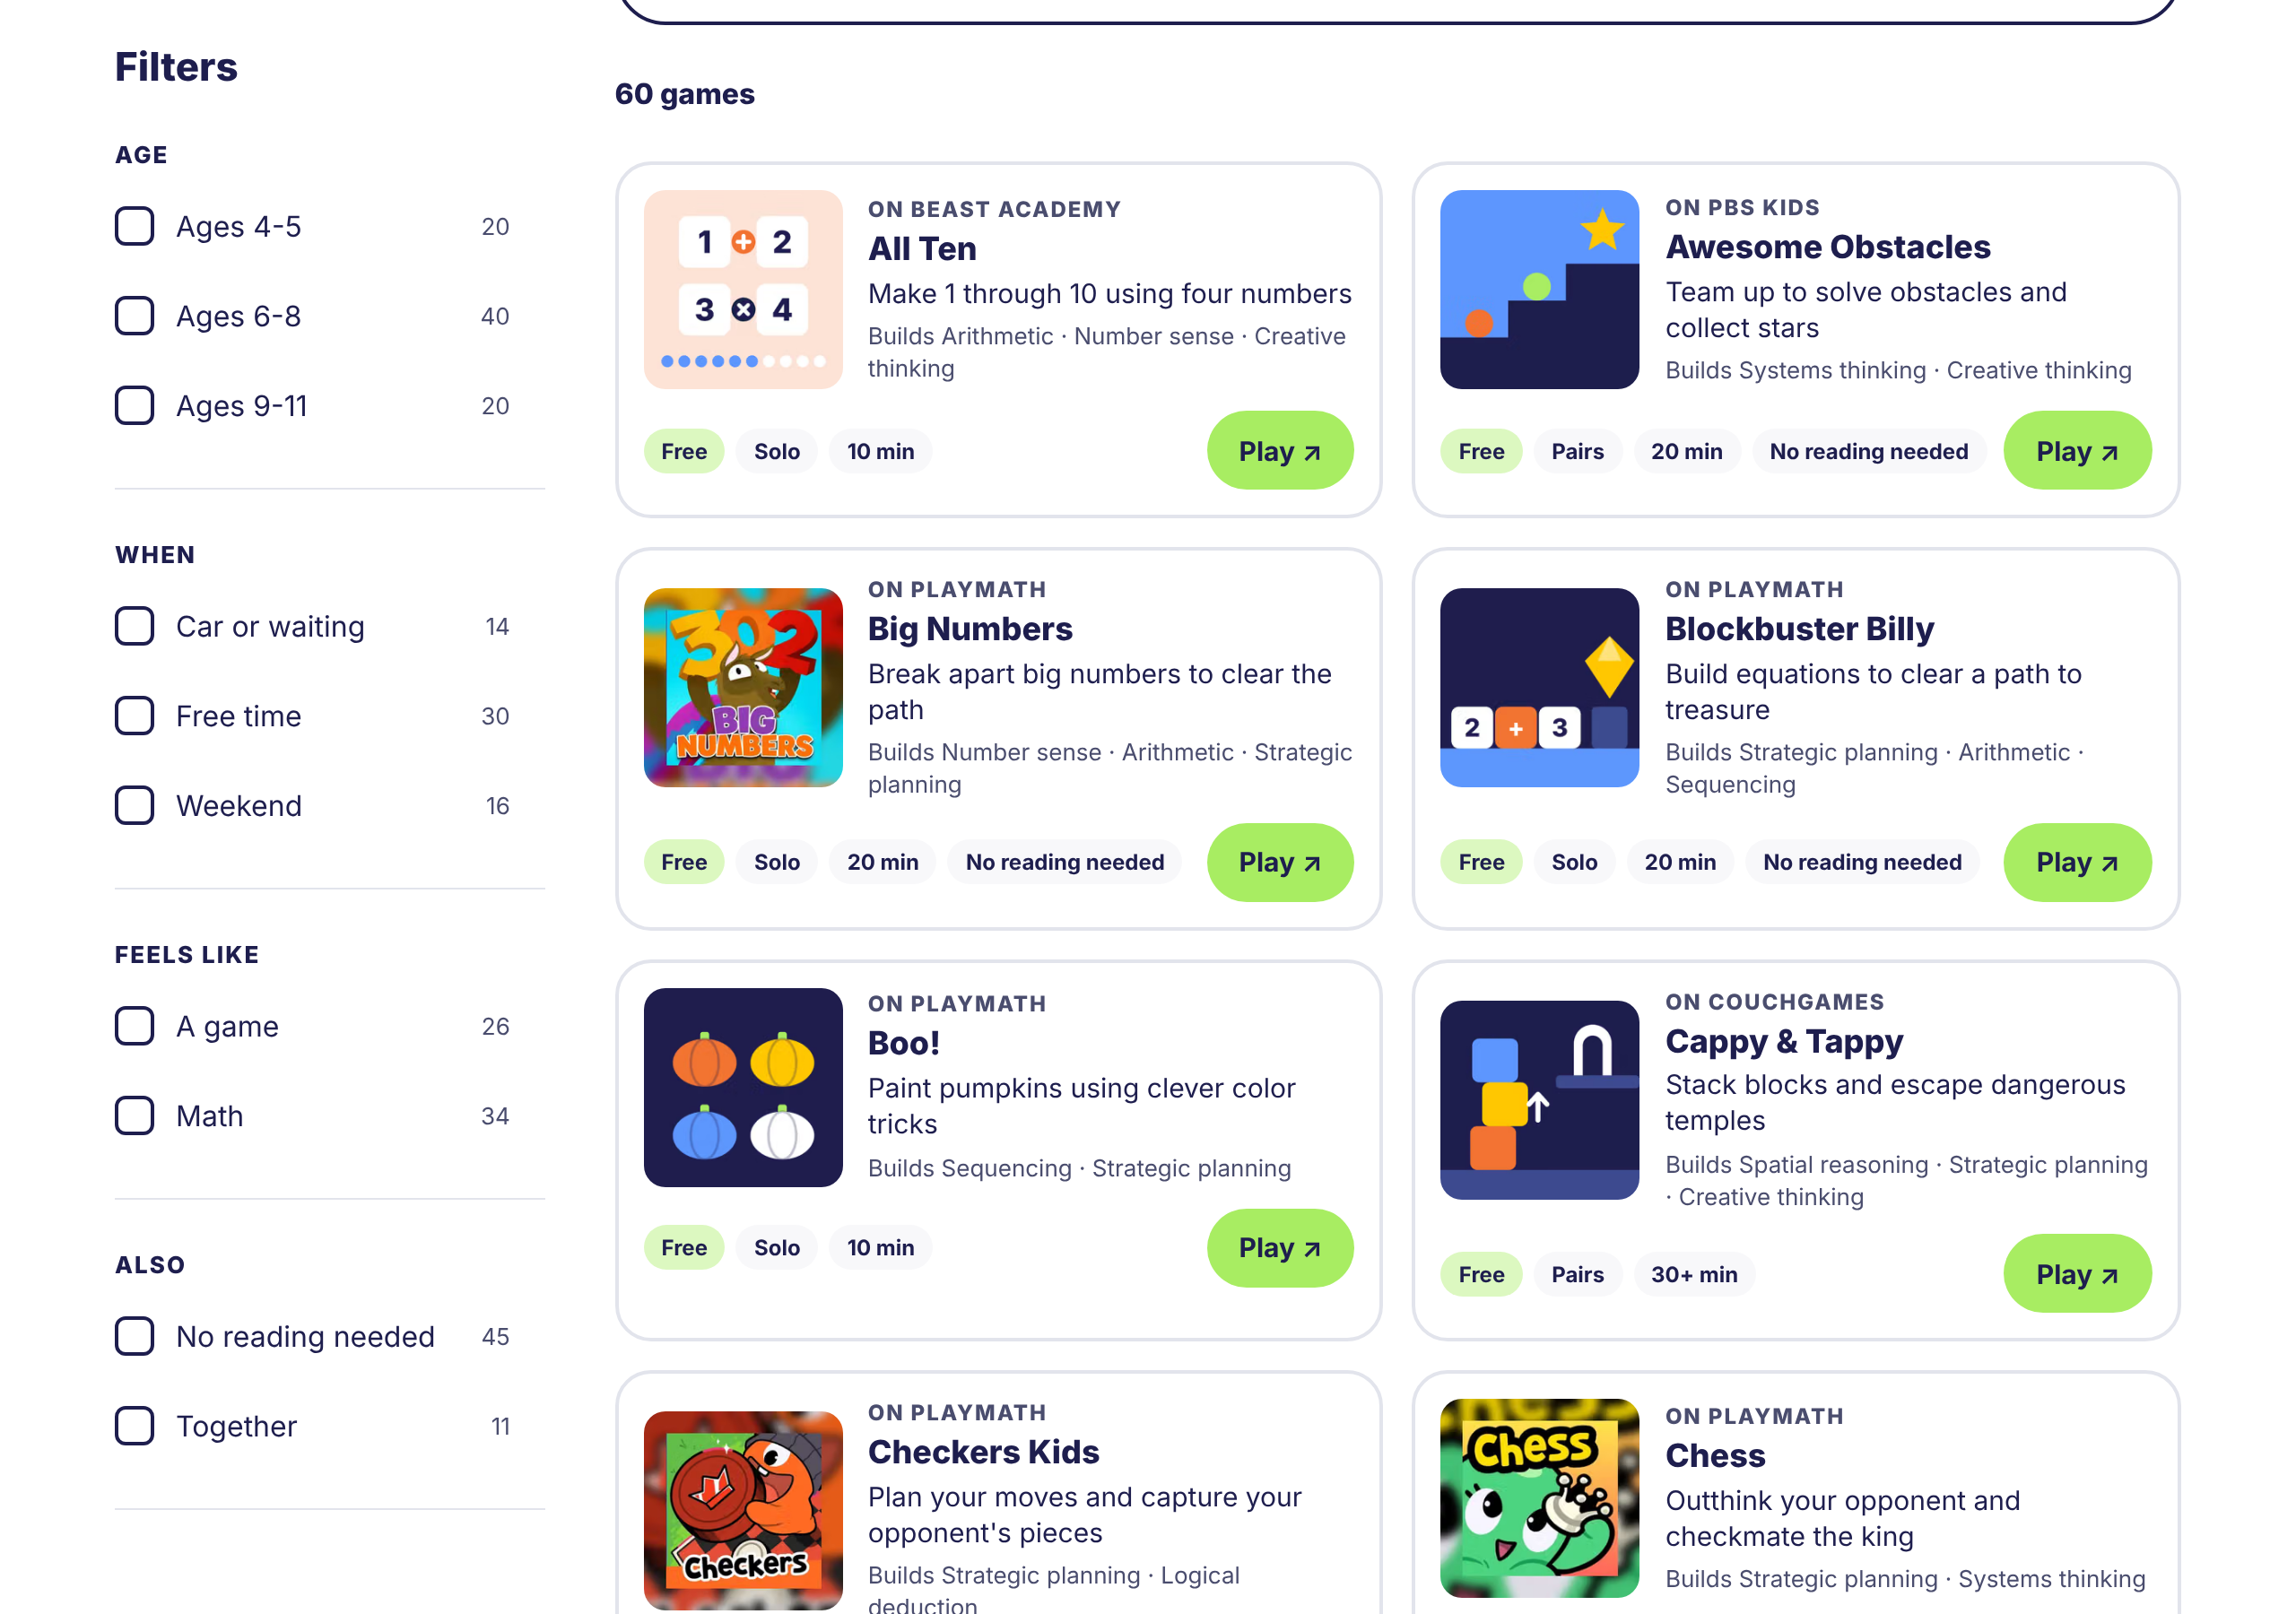 Filters
AGE
Ages 4-5 20
Ages 6-8 40
Ages 9-11 20
WHEN
Car or waiting 14
Free time 30
Weekend 16
FEELS LIKE
A game 26
Math 34
ALSO
No reading needed 45
Together 11
60 games
1 + 2
3 × 4
ON BEAST ACADEMY
All Ten
Make 1 through 10 using four numbers
Builds Arithmetic · Number sense · Creative
thinking
Free Solo 10 min Play ↗
ON PBS KIDS
Awesome Obstacles
Team up to solve obstacles and
collect stars
Builds Systems thinking · Creative thinking
Free Pairs 20 min No reading needed Play ↗
302
BIG
NUMBERS
ON PLAYMATH
Big Numbers
Break apart big numbers to clear the
path
Builds Number sense · Arithmetic · Strategic
planning
Free Solo 20 min No reading needed Play ↗
2 + 3
ON PLAYMATH
Blockbuster Billy
Build equations to clear a path to
treasure
Builds Strategic planning · Arithmetic ·
Sequencing
Free Solo 20 min No reading needed Play ↗
ON PLAYMATH
Boo!
Paint pumpkins using clever color
tricks
Builds Sequencing · Strategic planning
Free Solo 10 min Play ↗
ON COUCHGAMES
Cappy & Tappy
Stack blocks and escape dangerous
temples
Builds Spatial reasoning · Strategic planning
· Creative thinking
Free Pairs 30+ min Play ↗
Checkers
ON PLAYMATH
Checkers Kids
Plan your moves and capture your
opponent's pieces
Builds Strategic planning · Logical
deduction
Chess
ON PLAYMATH
Chess
Outthink your opponent and
checkmate the king
Builds Strategic planning · Systems thinking